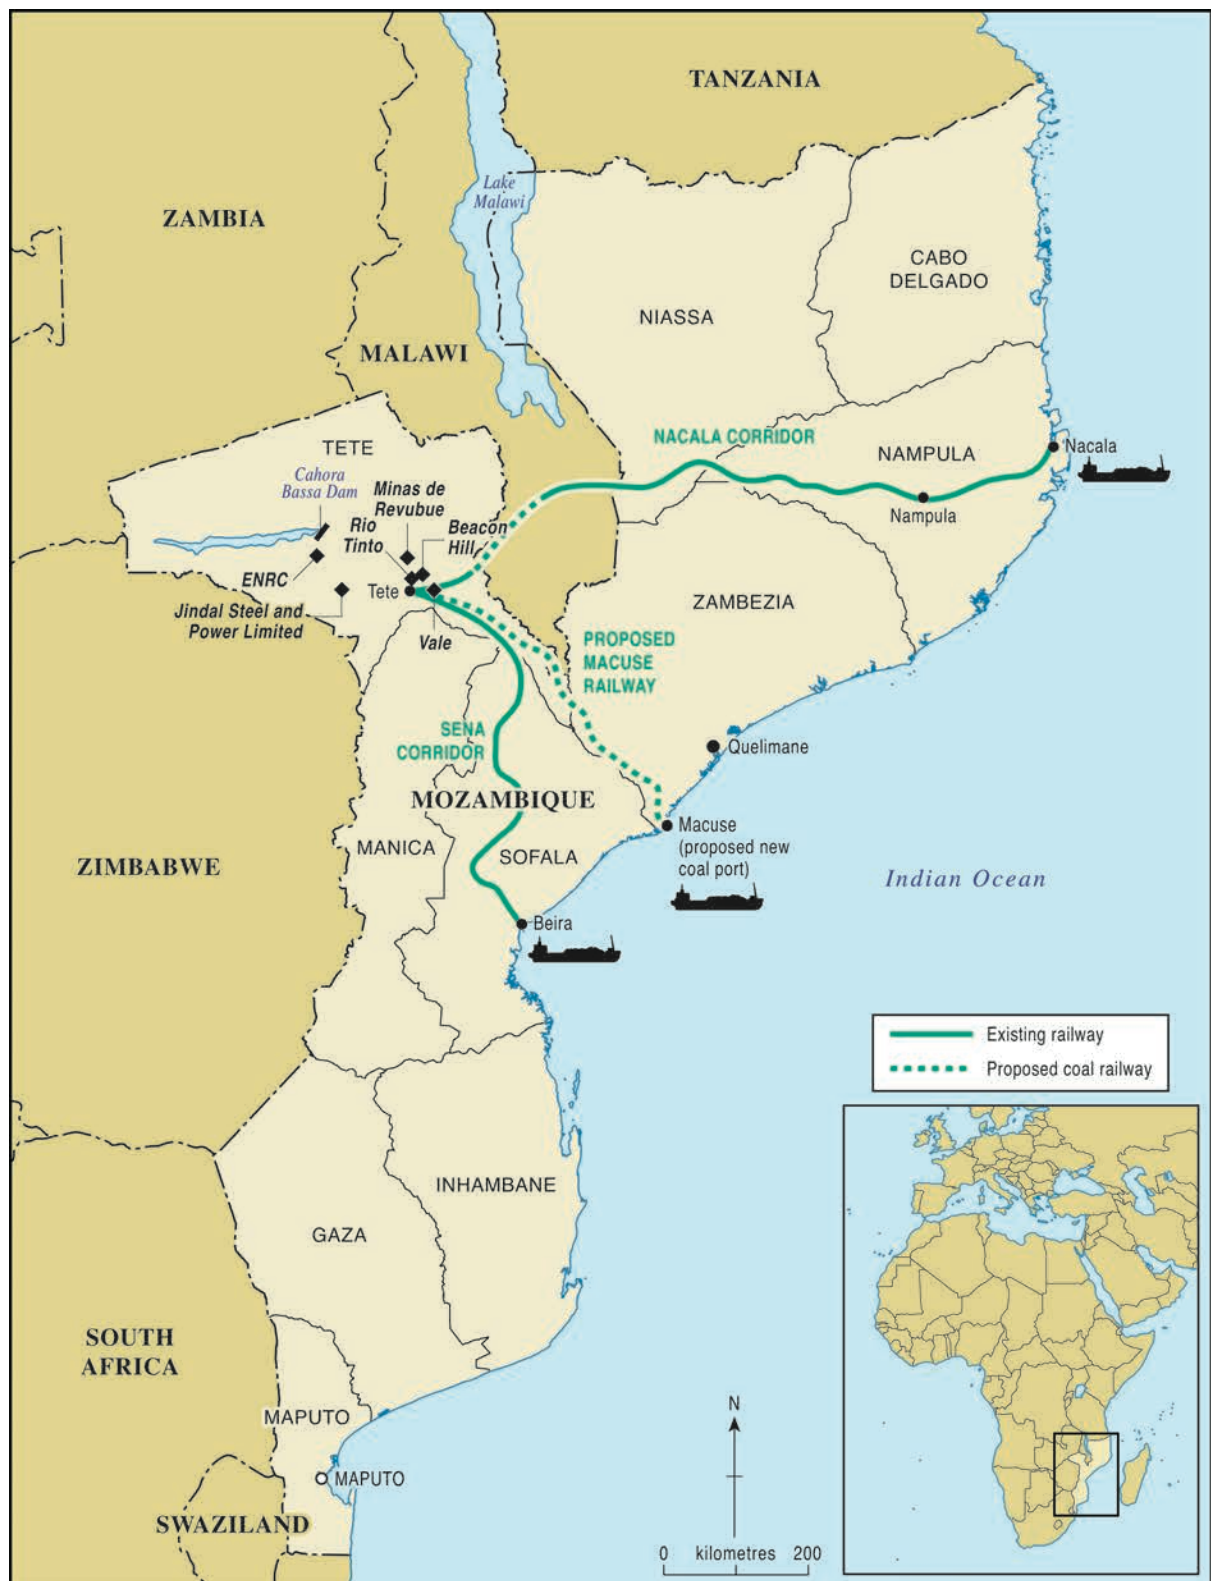 TANZANIA
Lake
Malawi
ZAMBIA
CABO
DELGADO
NIASSA
MALAWI
NACALA CORRIDOR
TETE
NAMPULA
Nacala
Cahora
Bassa Dam
Minas de
Revubue
Rio
Tinto
Beacon
Hill
Nampula
ENRC
Tete
Jindal Steel and
Power Limited
Vale
ZAMBEZIA
PROPOSED
MACUSE
RAILWAY
SENA
CORRIDOR
Quelimane
MOZAMBIQUE
Macuse
(proposed new
coal port)
MANICA
SOFALA
ZIMBABWE
Indian Ocean
Beira
Existing railway
Proposed coal railway
INHAMBANE
GAZA
SOUTH
AFRICA
MAPUTO
N
MAPUTO
SWAZILAND
0 kilometres 200